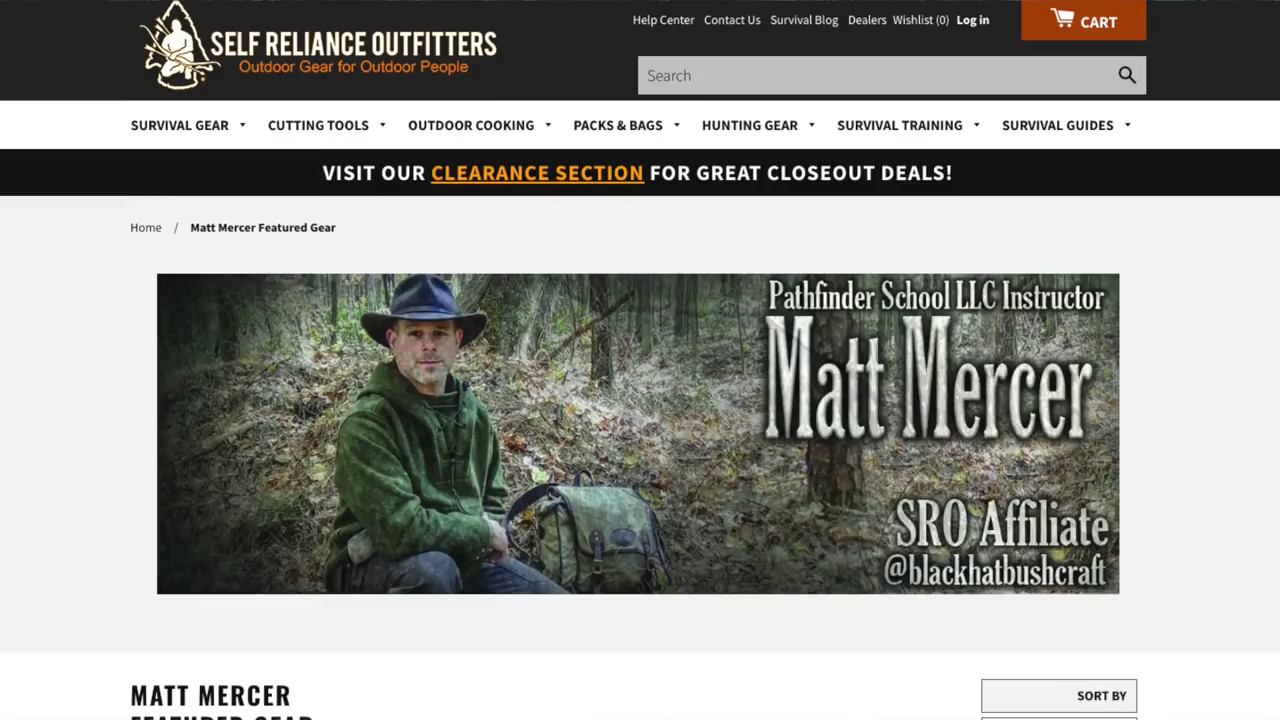 Help Center Contact Us Survival Blog Dealers Wishlist (0) Log in
CART
SELF RELIANCE OUTFITTERS
Outdoor Gear for Outdoor People
Search
SURVIVAL GEAR CUTTING TOOLS OUTDOOR COOKING PACKS & BAGS HUNTING GEAR SURVIVAL TRAINING SURVIVAL GUIDES
VISIT OUR CLEARANCE SECTION FOR GREAT CLOSEOUT DEALS!
Home / Matt Mercer Featured Gear
Pathfinder School LLC Instructor
Matt Mercer
SRO Affiliate
@blackhatbushcraft
MATT MERCER
FEATURED GEAR
SORT BY